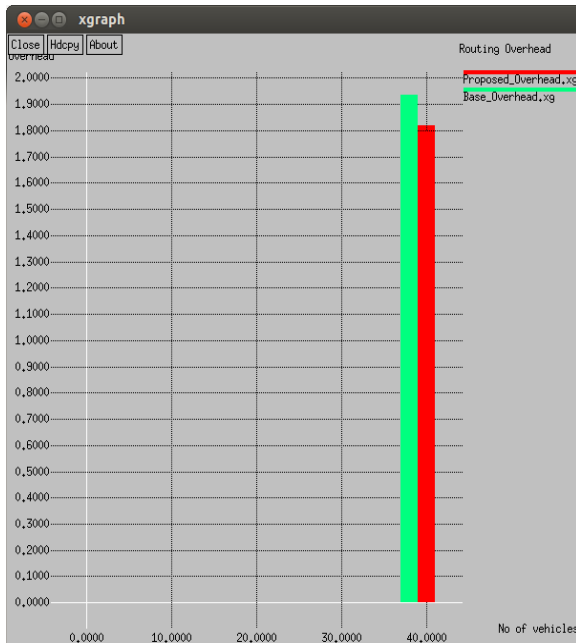 xgraph
Close Hdcpy About
Overhead
Routing Overhead
Proposed_Overhead.xg
Base_Overhead.xg
2.0000
1.9000
1.8000
1.7000
1.6000
1.5000
1.4000
1.3000
1.2000
1.1000
1.0000
0.9000
0.8000
0.7000
0.6000
0.5000
0.4000
0.3000
0.2000
0.1000
0.0000
No of vehicles
0.0000 10.0000 20.0000 30.0000 40.0000